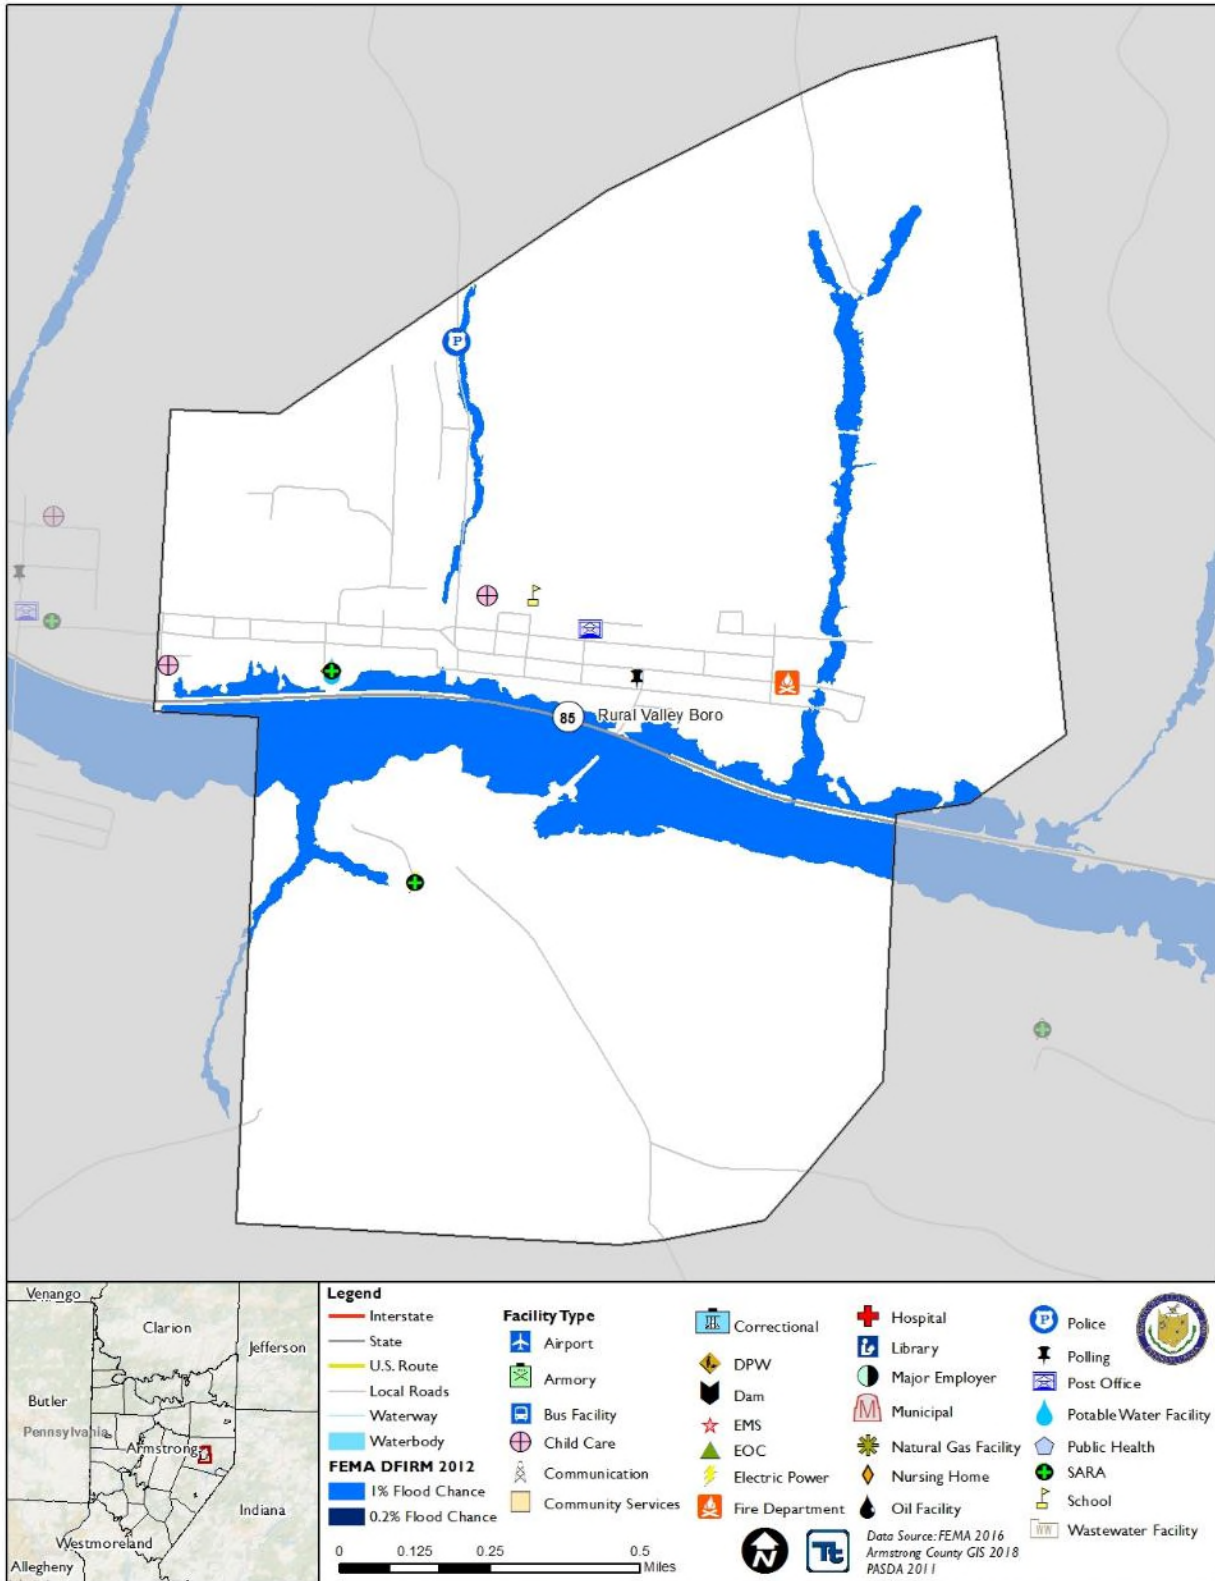 P
85
Rural Valley Boro
Venango
Clarion
Jefferson
Butler
Pennsylvania
Armstrong
Indiana
Westmoreland
Allegheny
Legend
Interstate
State
U.S. Route
Local Roads
Waterway
Waterbody
FEMA DFIRM 2012
1% Flood Chance
0.2% Flood Chance
0 0.125 0.25 0.5
Miles
Facility Type
Airport
Armory
Bus Facility
Child Care
Communication
Community Services
Correctional
DPW
Dam
EMS
EOC
Electric Power
Fire Department
Hospital
Library
Major Employer
M Municipal
Natural Gas Facility
Nursing Home
Oil Facility
P Police
Polling
Post Office
Potable Water Facility
Public Health
SARA
School
WW Wastewater Facility
N
Tt
Data Source: FEMA 2016
Armstrong County GIS 2018
PASDA 2011